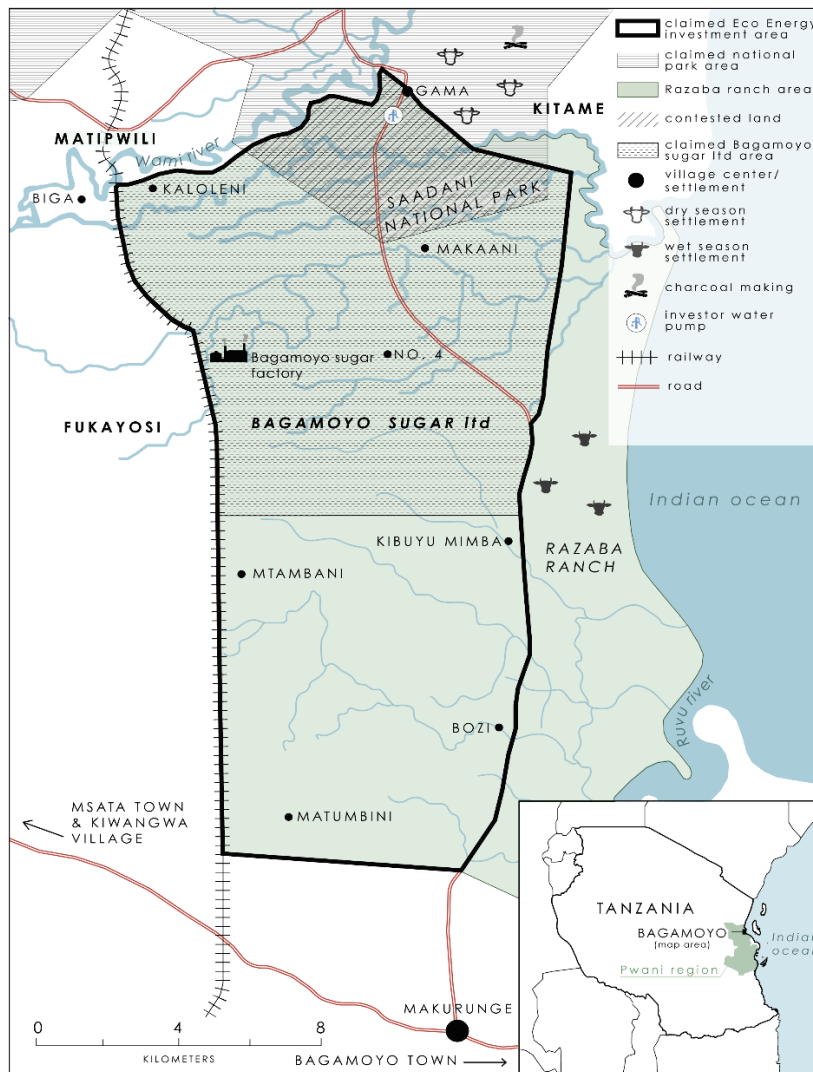 claimed Eco Energy
investment area
claimed national
park area
Razaba ranch area
contested land
claimed Bagamoyo
sugar ltd area
village center/
settlement
dry season
settlement
wet season
settlement
charcoal making
investor water
pump
railway
road
GAMA
KITAME
MATIPWILI
Wami river
BIGA
KALOLENI
SAADANI
NATIONAL PARK
MAKAANI
Bagamoyo sugar
factory
NO. 4
FUKAYOSI
BAGAMOYO SUGAR ltd
Indian ocean
KIBUYU MIMBA
RAZABA
RANCH
MTAMBANI
Ruvu river
BOZI
MSATA TOWN
& KIWANGWA
VILLAGE
MATUMBINI
MAKURUNGE
0 4 8
KILOMETERS
BAGAMOYO TOWN
TANZANIA
BAGAMOYO
(map area)
Indian
ocean
Pwani region